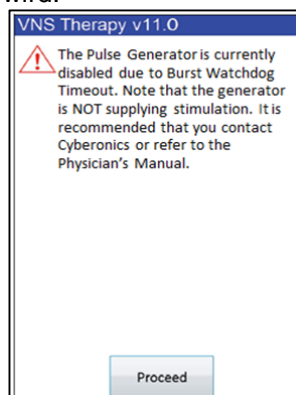 wird.
VNS Therapy v11.0
The Pulse Generator is currently
disabled due to Burst Watchdog
Timeout. Note that the generator
is NOT supplying stimulation. It is
recommended that you contact
Cyberonics or refer to the
Physician's Manual.
Proceed